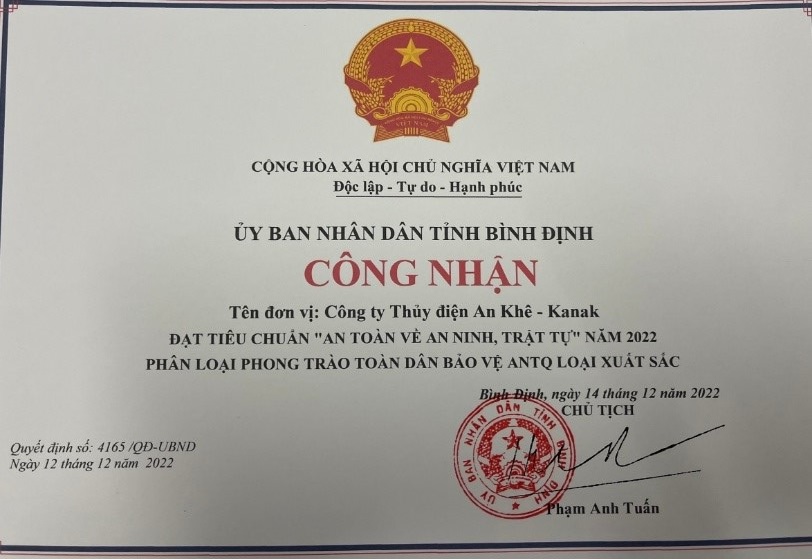 CỘNG HÒA XÃ HỘI CHỦ NGHĨA VIỆT NAM
Độc lập - Tự do - Hạnh phúc
ỦY BAN NHÂN DÂN TỈNH BÌNH ĐỊNH
CÔNG NHẬN
Tên đơn vị: Công ty Thủy điện An Khê - Kanak
ĐẠT TIÊU CHUẨN "AN TOÀN VỀ AN NINH, TRẬT TỰ" NĂM 2022
PHÂN LOẠI PHONG TRÀO TOÀN DÂN BẢO VỆ ANTQ LOẠI XUẤT SẮC
Bình Định, ngày 14 tháng 12 năm 2022
CHỦ TỊCH
ỦY BAN NHÂN DÂN TỈNH BÌNH ĐỊNH
Phạm Anh Tuấn
Quyết định số: 4165 /QĐ-UBND
Ngày 12 tháng 12 năm 2022